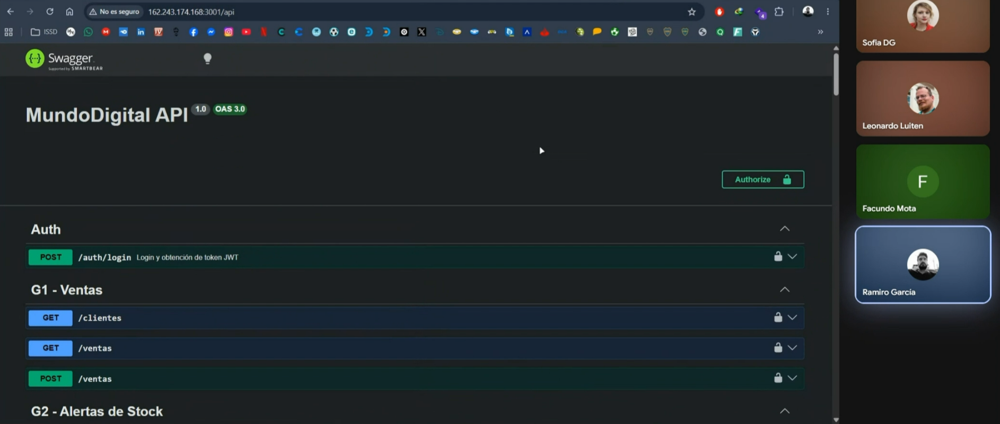 No es seguro
162.243.174.168:3001/api
4
ISSD
Swagger
Supported by SMARTBEAR
MundoDigital API 1.0 OAS 3.0
Authorize
Auth
POST /auth/login Login y obtención de token JWT
G1 - Ventas
GET /clientes
GET /ventas
POST /ventas
G2 - Alertas de Stock
Sofia DG
Leonardo Luiten
F
Facundo Mota
Ramiro García